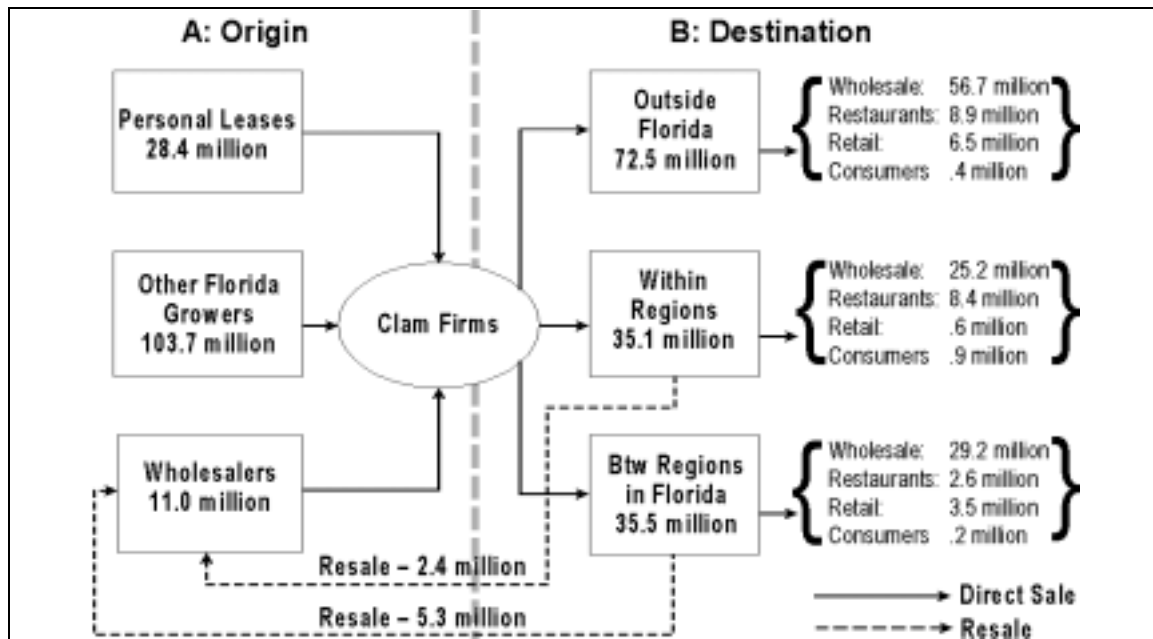 A: Origin
B: Destination
Personal Leases
28.4 million
Other Florida
Growers
103.7 million
Wholesalers
11.0 million
Clam Firms
Outside
Florida
72.5 million
Wholesale: 56.7 million
Restaurants: 8.9 million
Retail: 6.5 million
Consumers .4 million
Within
Regions
35.1 million
Wholesale: 25.2 million
Restaurants: 8.4 million
Retail: .6 million
Consumers .9 million
Btw Regions
in Florida
35.5 million
Wholesale: 29.2 million
Restaurants: 2.6 million
Retail: 3.5 million
Consumers .2 million
Resale – 2.4 million
Resale – 5.3 million
Direct Sale
Resale